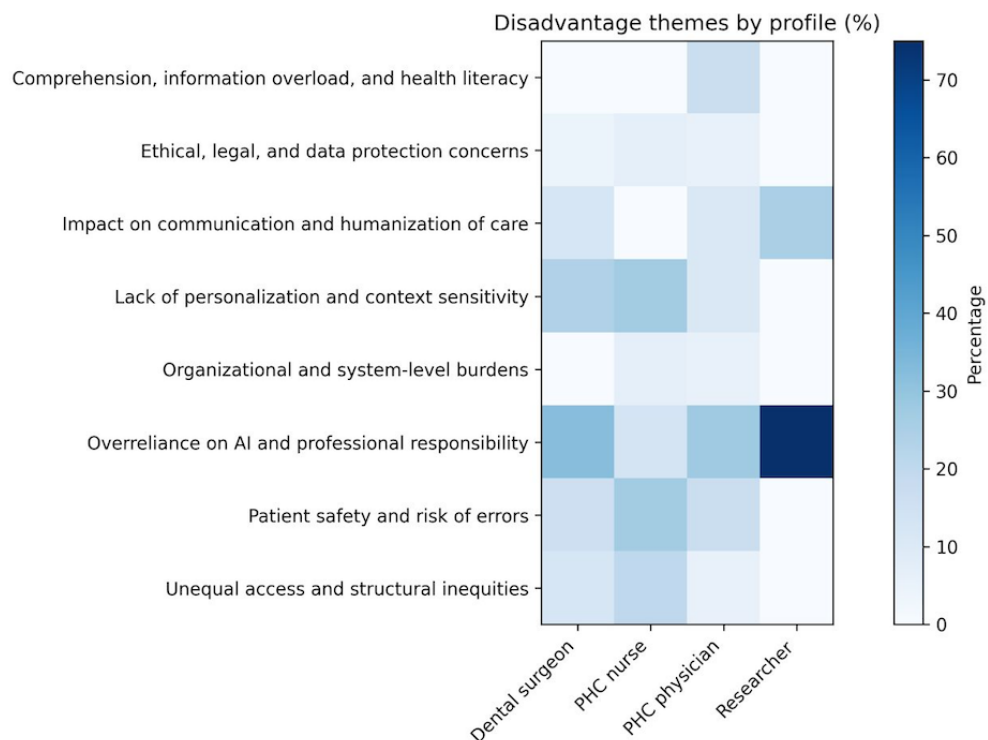 Disadvantage themes by profile (%)
Comprehension, information overload, and health literacy
Ethical, legal, and data protection concerns
Impact on communication and humanization of care
Lack of personalization and context sensitivity
Organizational and system-level burdens
Overreliance on AI and professional responsibility
Patient safety and risk of errors
Unequal access and structural inequities
Dental surgeon
PHC nurse
PHC physician
Researcher
70
60
50
40
30
20
10
0
Percentage